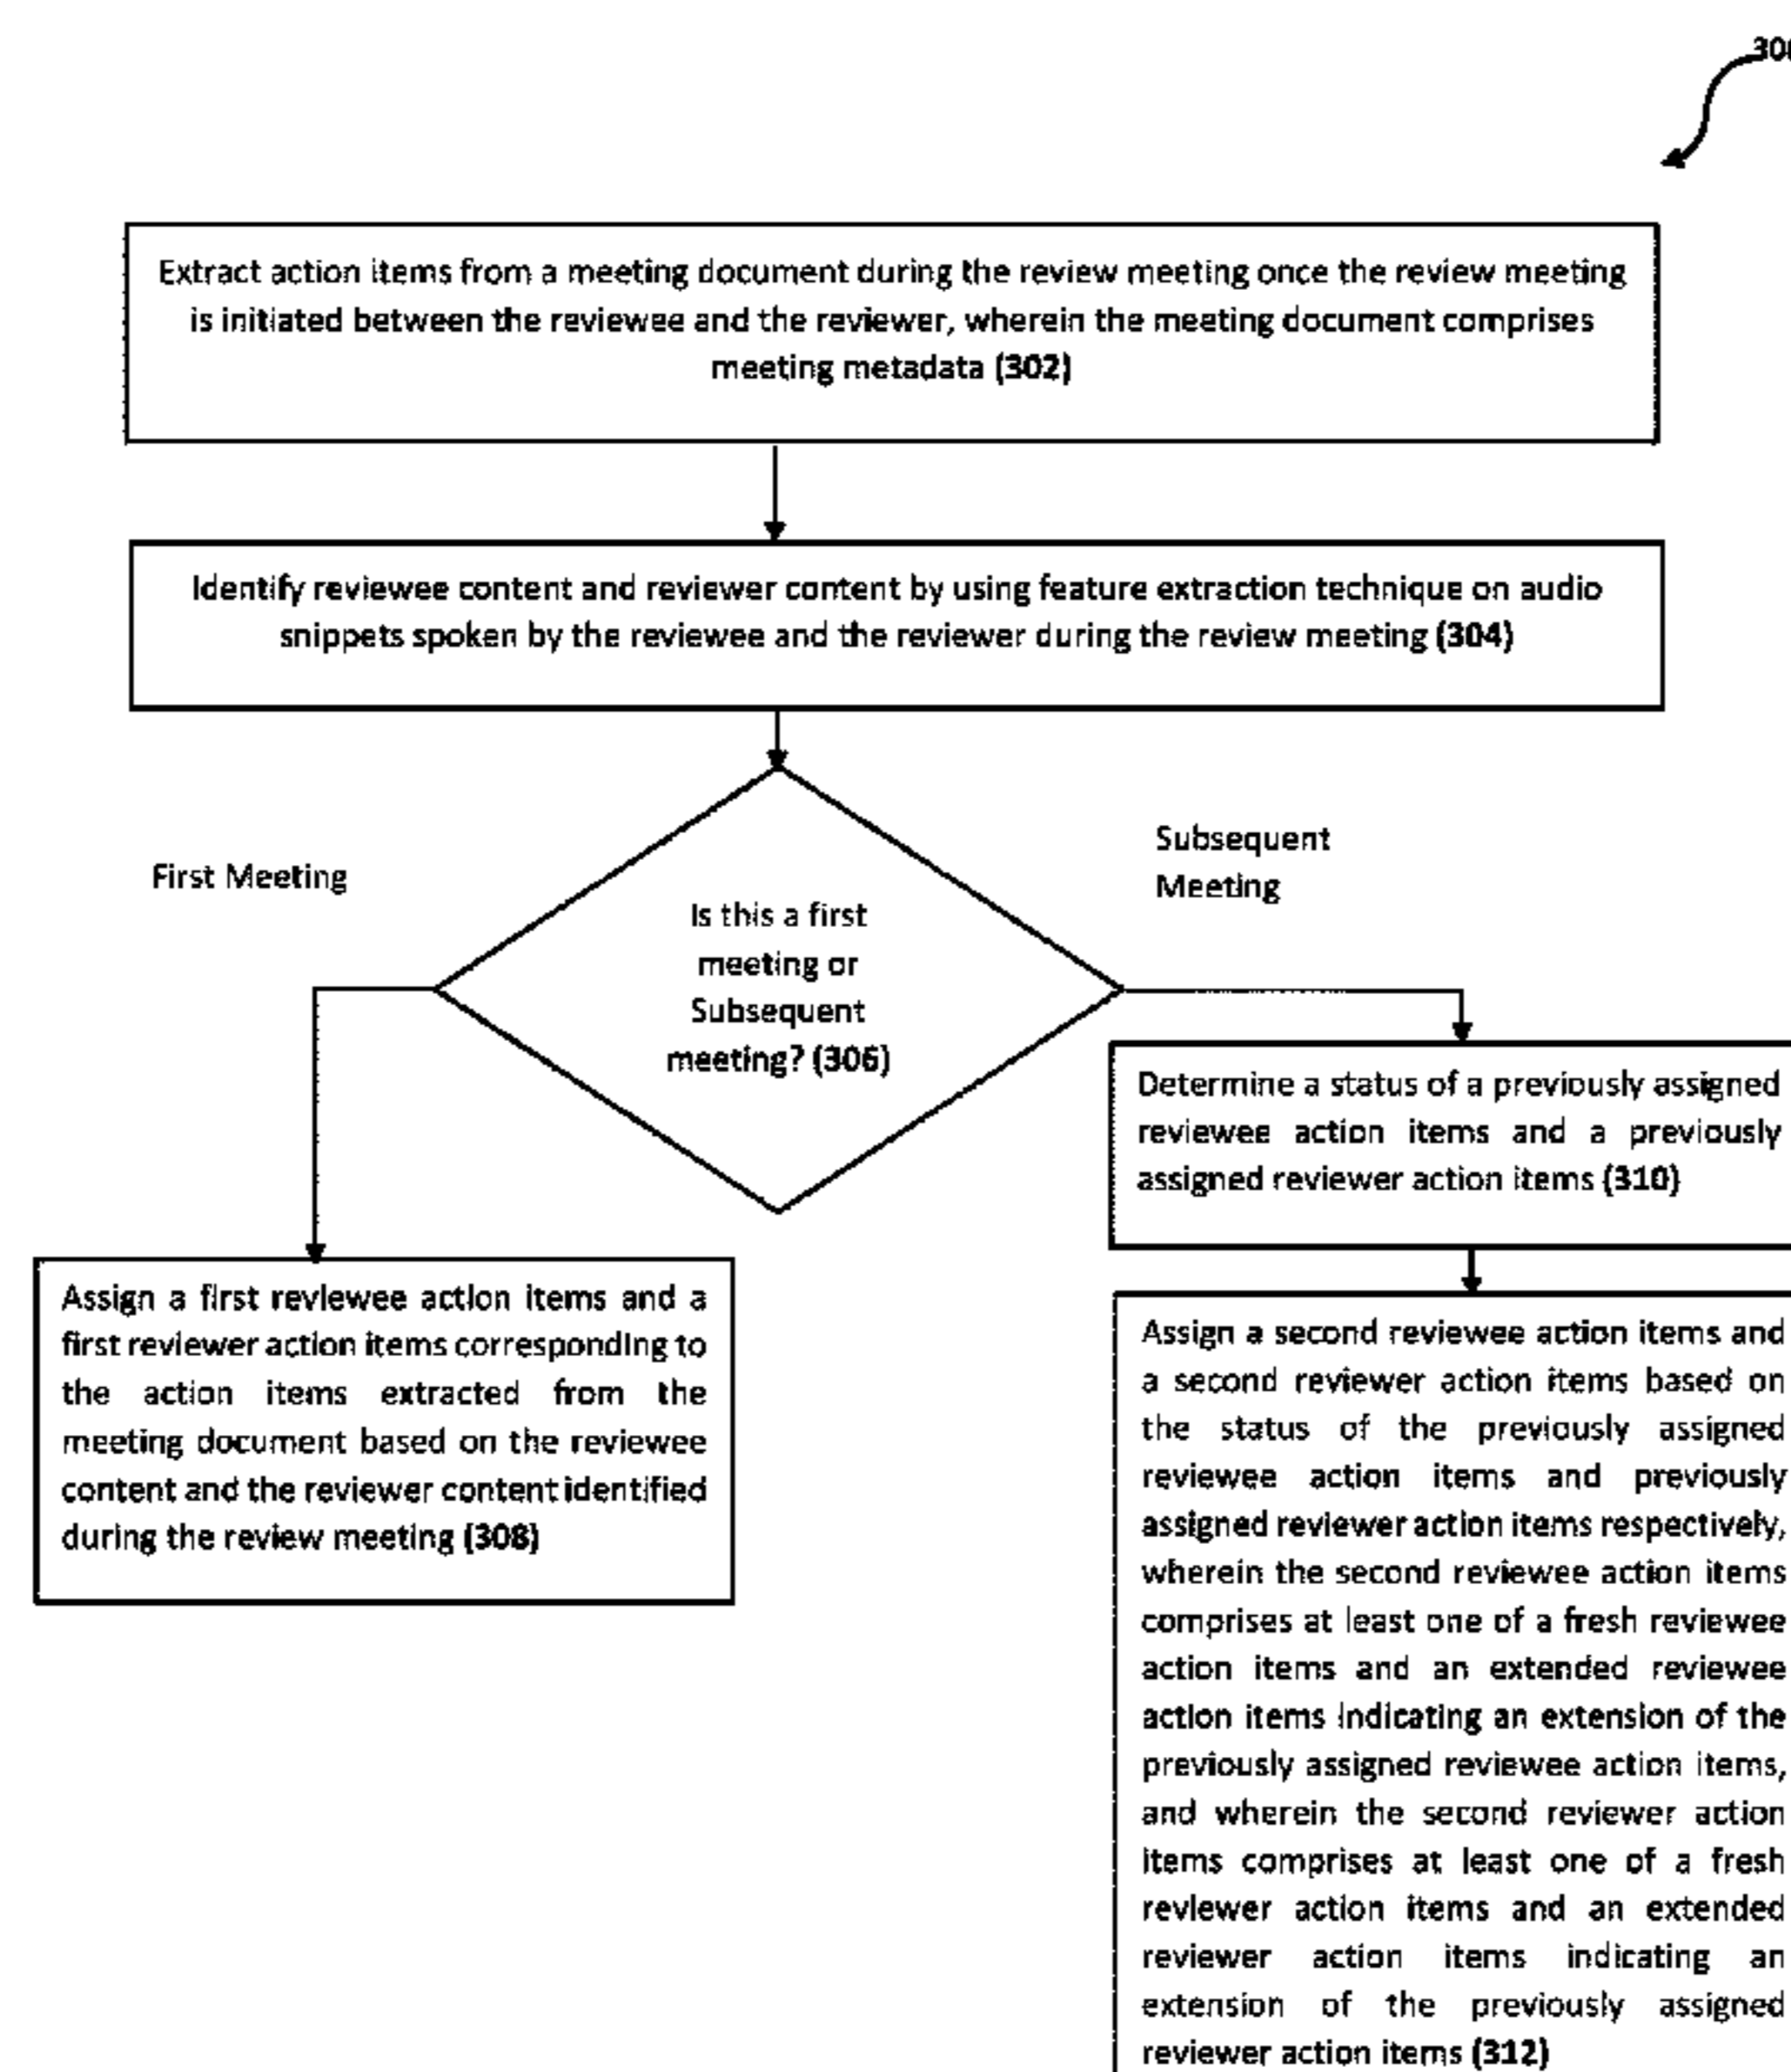 Extract action items from a meeting document during the review meeting once the review meeting
is initiated between the reviewee and the reviewer, wherein the meeting document comprises
meeting metadata (302)
Identify reviewee content and reviewer content by using feature extraction technique on audio
snippets spoken by the reviewee and the reviewer during the review meeting (304)
First Meeting
Subsequent
Meeting
Is this a first
meeting or
Subsequent
meeting? (306)
Determine a status of a previously assigned
reviewee action items and a previously
assigned reviewer action items (310)
Assign a first reviewee action items and a
first reviewer action items corresponding to
the action items extracted from the
meeting document based on the reviewee
content and the reviewer content identified
during the review meeting (308)
Assign a second reviewee action items and
a second reviewer action items based on
the status of the previously assigned
reviewee action items and previously
assigned reviewer action items respectively,
wherein the second reviewee action items
comprises at least one of a fresh reviewee
action items and an extended reviewee
action items indicating an extension of the
previously assigned reviewee action items,
and wherein the second reviewer action
items comprises at least one of a fresh
reviewer action items and an extended
reviewer action items indicating an
extension of the previously assigned
reviewer action items (312)